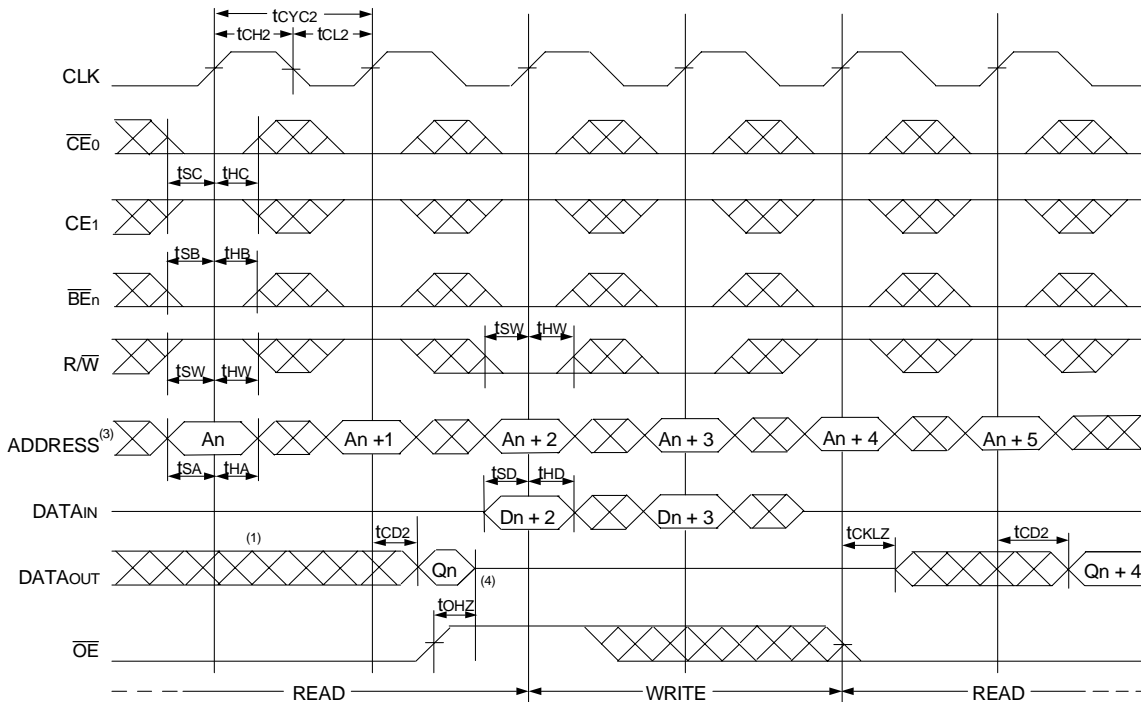 tCYC2
tCH2 tCL2
CLK
CE0
tSC tHC
CE1
tSB tHB
BEn
tSW tHW
R/W
tSW tHW
ADDRESS(3) An An +1 An + 2 An + 3 An + 4 An + 5
tSA tHA
tSD tHD
DATAIN Dn + 2 Dn + 3
(1) tCD2 tCKLZ tCD2
DATAOUT Qn (4) Qn + 4
tOHZ
OE
READ WRITE READ